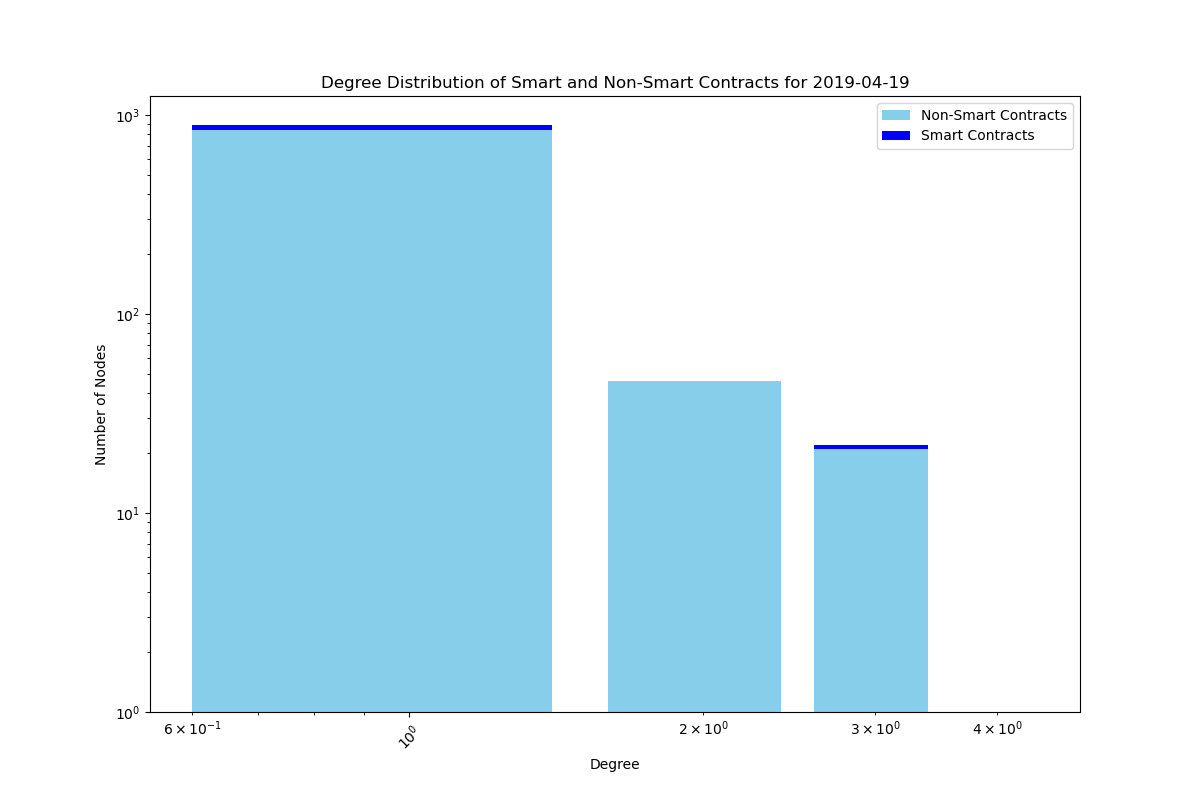 Degree Distribution of Smart and Non-Smart Contracts for 2019-04-19
Non-Smart Contracts
Smart Contracts
10³
10²
10¹
10⁰
Number of Nodes
6 × 10⁻¹
10⁰
2 × 10⁰
3 × 10⁰
4 × 10⁰
Degree